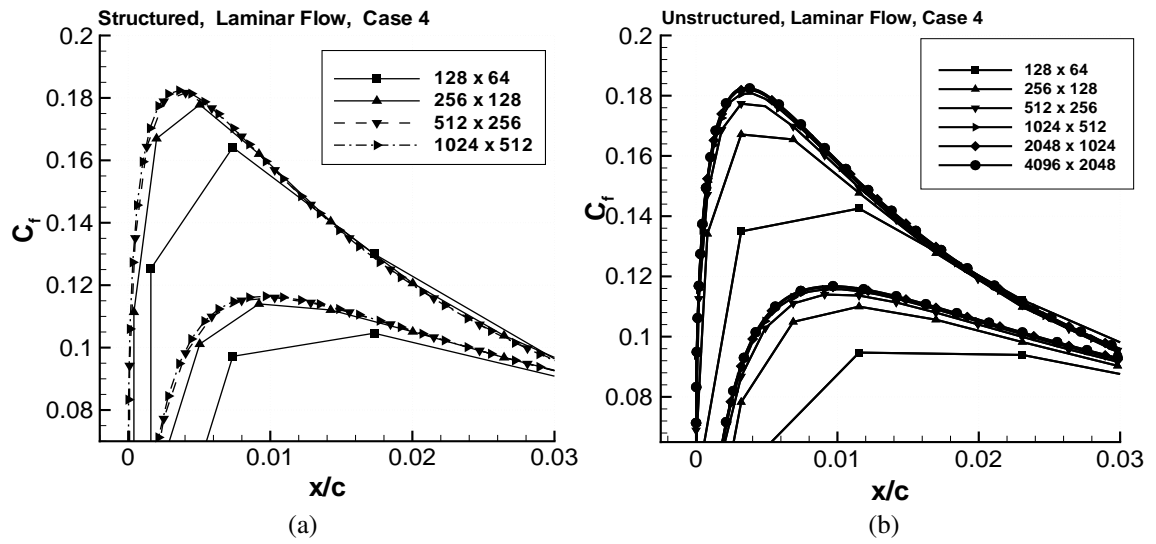 Structured, Laminar Flow, Case 4
0.2
0.18
0.16
0.14
0.12
0.1
0.08
C_f
128 x 64
256 x 128
512 x 256
1024 x 512
0
0.01
0.02
0.03
x/c
(a)
Unstructured, Laminar Flow, Case 4
0.2
0.18
0.16
0.14
0.12
0.1
0.08
C_f
128 x 64
256 x 128
512 x 256
1024 x 512
2048 x 1024
4096 x 2048
0
0.01
0.02
0.03
x/c
(b)